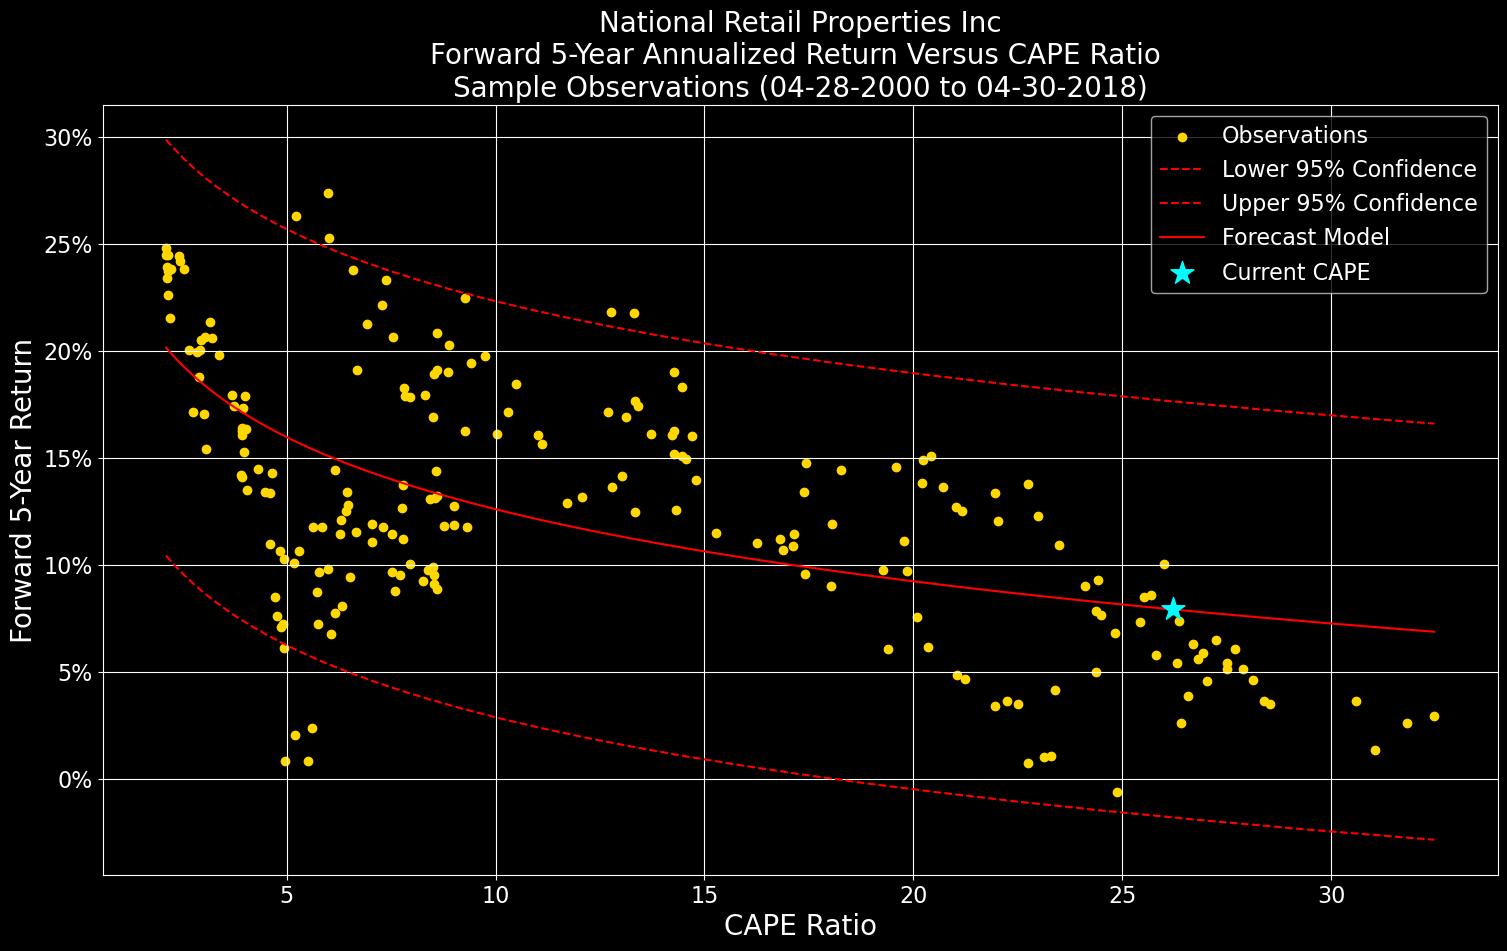 National Retail Properties Inc
Forward 5-Year Annualized Return Versus CAPE Ratio
Sample Observations (04-28-2000 to 04-30-2018)
Observations
Lower 95% Confidence
Upper 95% Confidence
Forecast Model
Current CAPE
Forward 5-Year Return
30%
25%
20%
15%
10%
5%
0%
5 10 15 20 25 30
CAPE Ratio